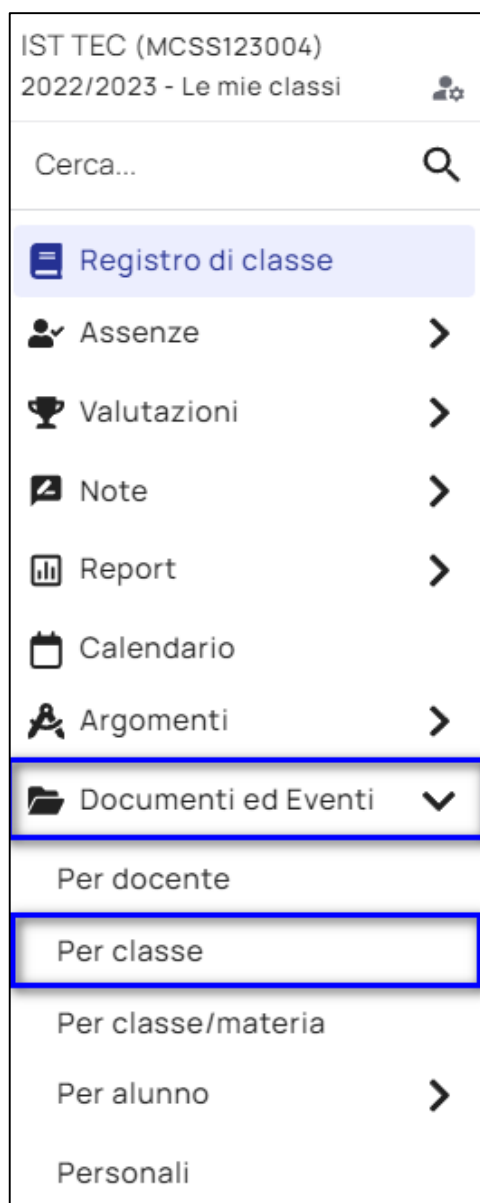 IST TEC (MCSS123004)
2022/2023 - Le mie classi
Cerca...
Registro di classe
Assenze
Valutazioni
Note
Report
Calendario
Argomenti
Documenti ed Eventi
Per docente
Per classe
Per classe/materia
Per alunno
Personali